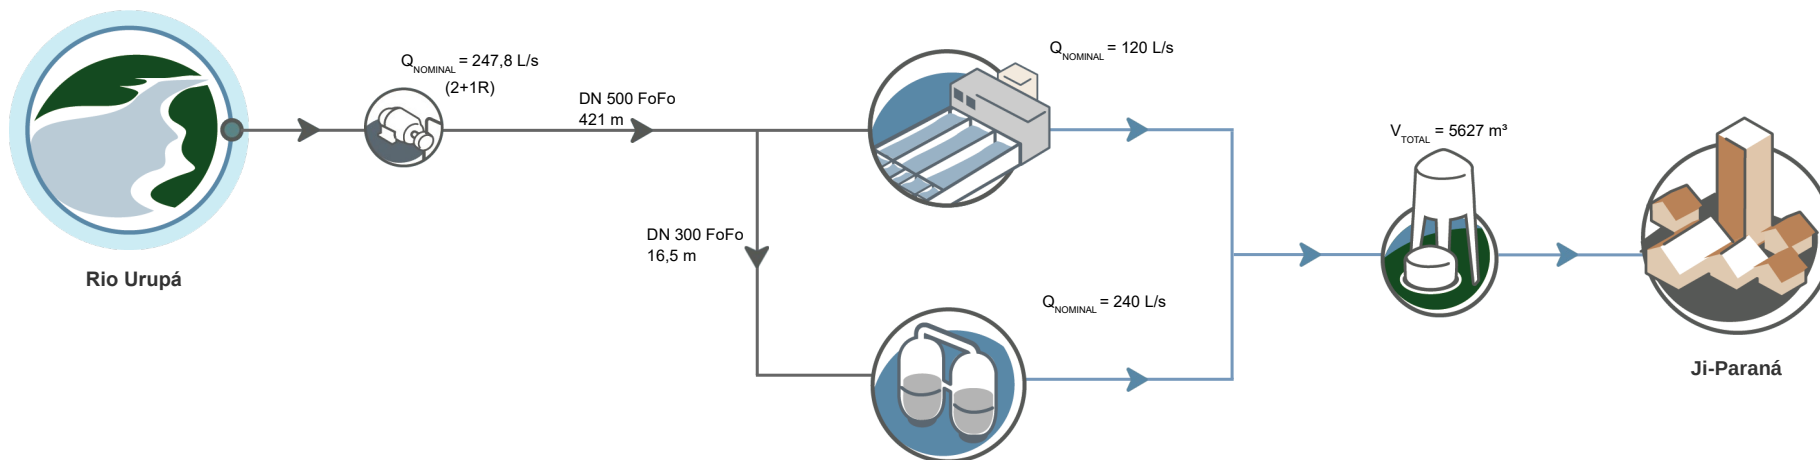 Q NOMINAL = 247,8 L/s
(2+1R)
DN 500 FoFo
421 m
Q NOMINAL = 120 L/s
V TOTAL = 5627 m³
DN 300 FoFo
16,5 m
Rio Urupá
Q NOMINAL = 240 L/s
Ji-Paraná